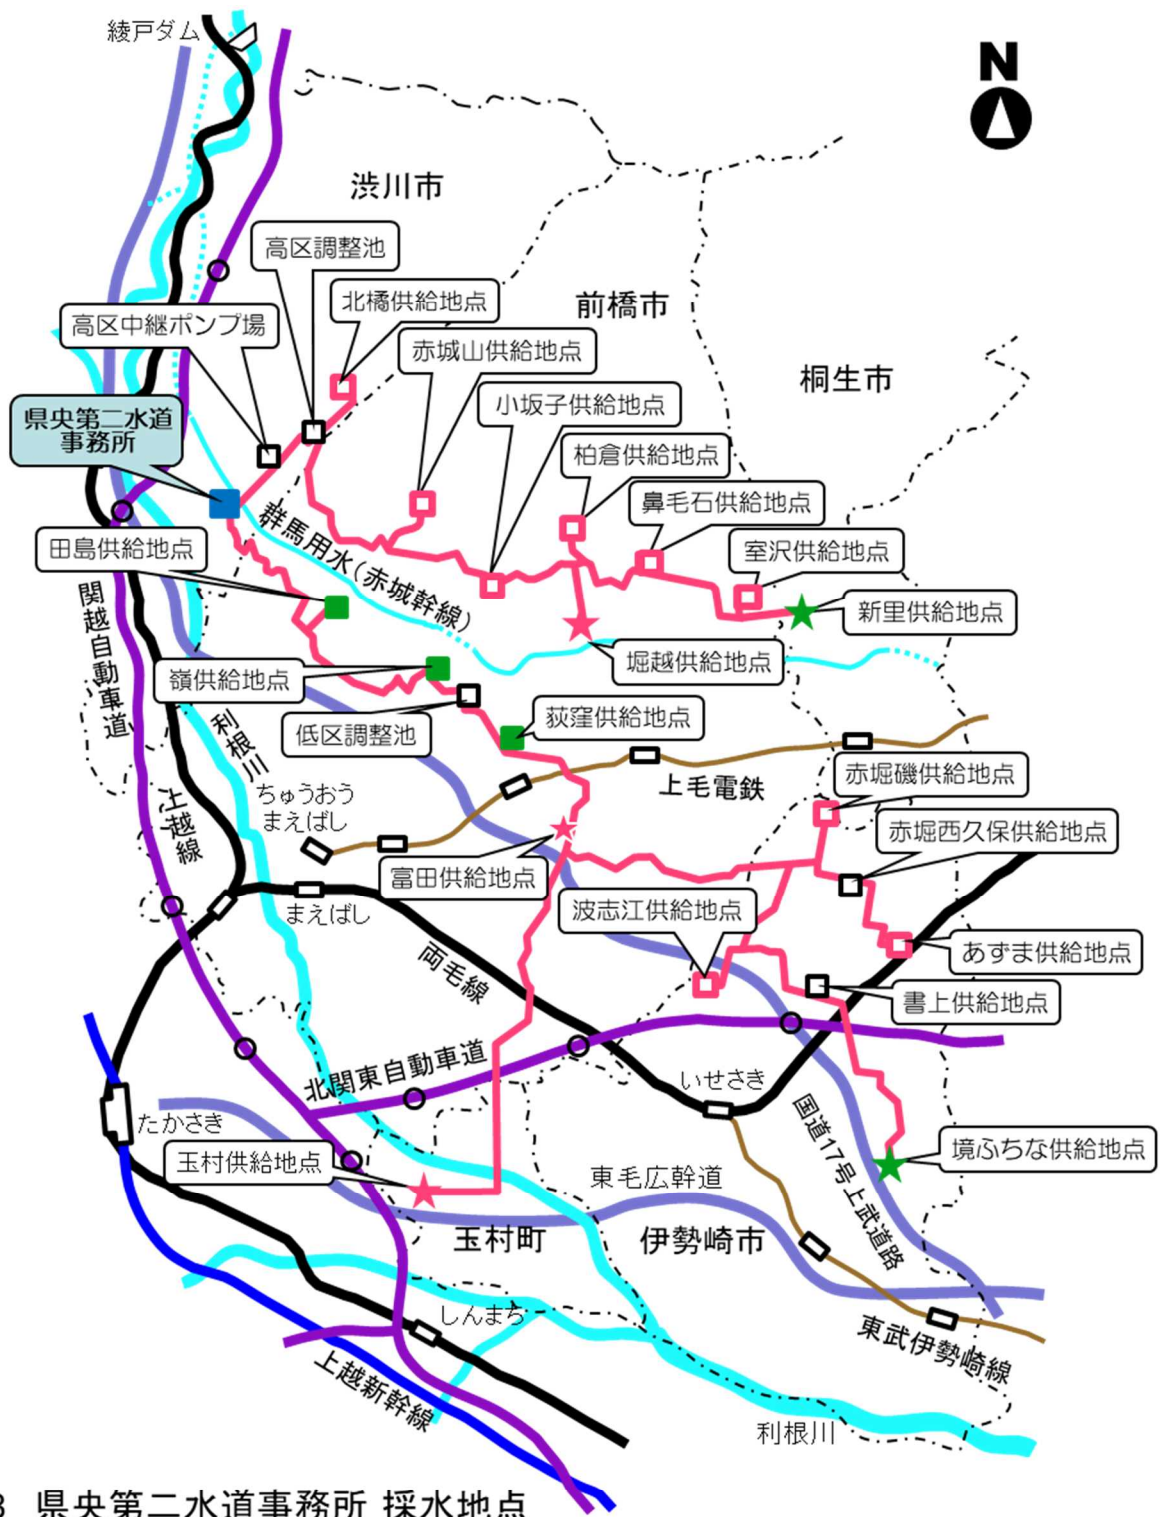 綾戸ダム
N
渋川市
高区調整池
北橘供給地点
前橋市
高区中継ポンプ場
赤城山供給地点
桐生市
小坂子供給地点
県央第二水道
事務所
柏倉供給地点
鼻毛石供給地点
群馬用水(赤城幹線)
室沢供給地点
田島供給地点
新里供給地点
関越自動車道
堀越供給地点
嶺供給地点
荻窪供給地点
低区調整池
利根川
上毛電鉄
赤堀磯供給地点
ちゅうおう
まえばし
上越線
赤堀西久保供給地点
富田供給地点
波志江供給地点
まえばし
両毛線
あずま供給地点
書上供給地点
北関東自動車道
いせさき
たかさき
国道17号上武道路
境ふちな供給地点
玉村供給地点
東毛広幹道
玉村町
伊勢崎市
しんまち
東武伊勢崎線
上越新幹線
利根川
3 県央第二水道事務所 採水地点